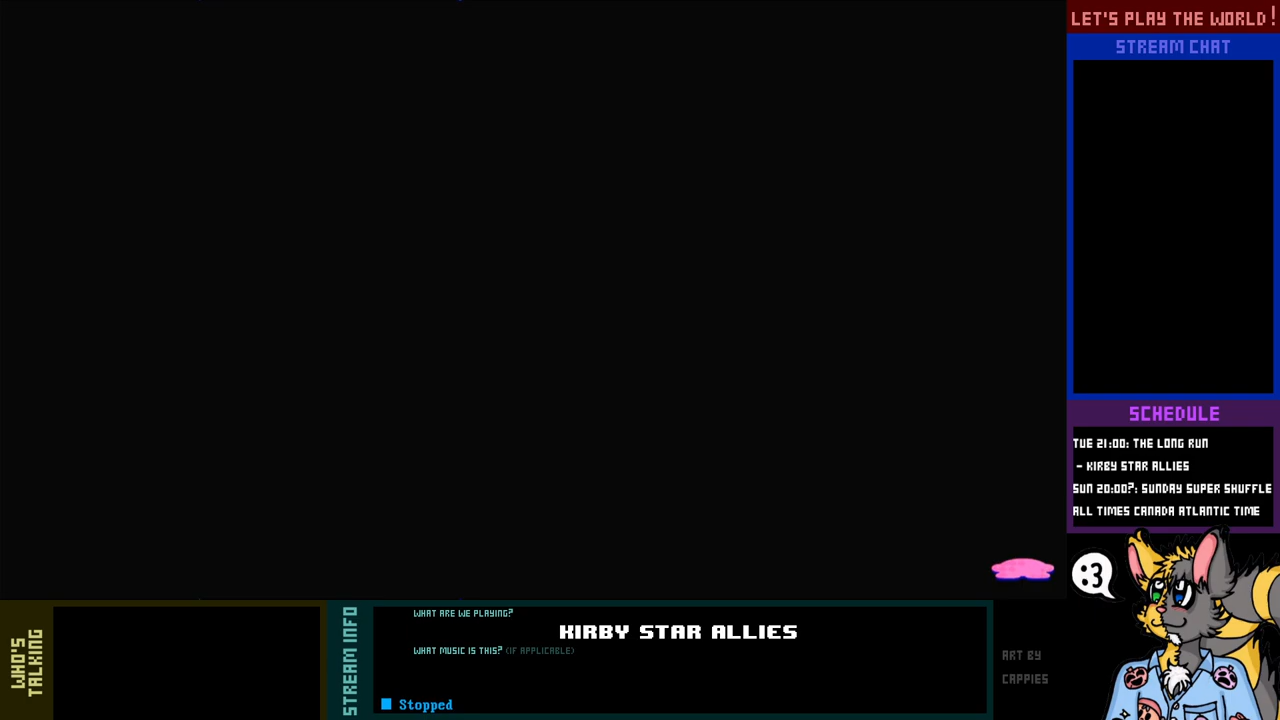 LET'S PLAY THE WORLD!
STREAM CHAT
SCHEDULE
TUE 21:00: THE LONG RUN
- KIRBY STAR ALLIES
SUN 20:00?: SUNDAY SUPER SHUFFLE
ALL TIMES CANADA ATLANTIC TIME
:3
WHO'S
TALKING
STREAM INFO
WHAT ARE WE PLAYING?
KIRBY STAR ALLIES
WHAT MUSIC IS THIS? (IF APPLICABLE)
Stopped
ART BY
CAPPIES